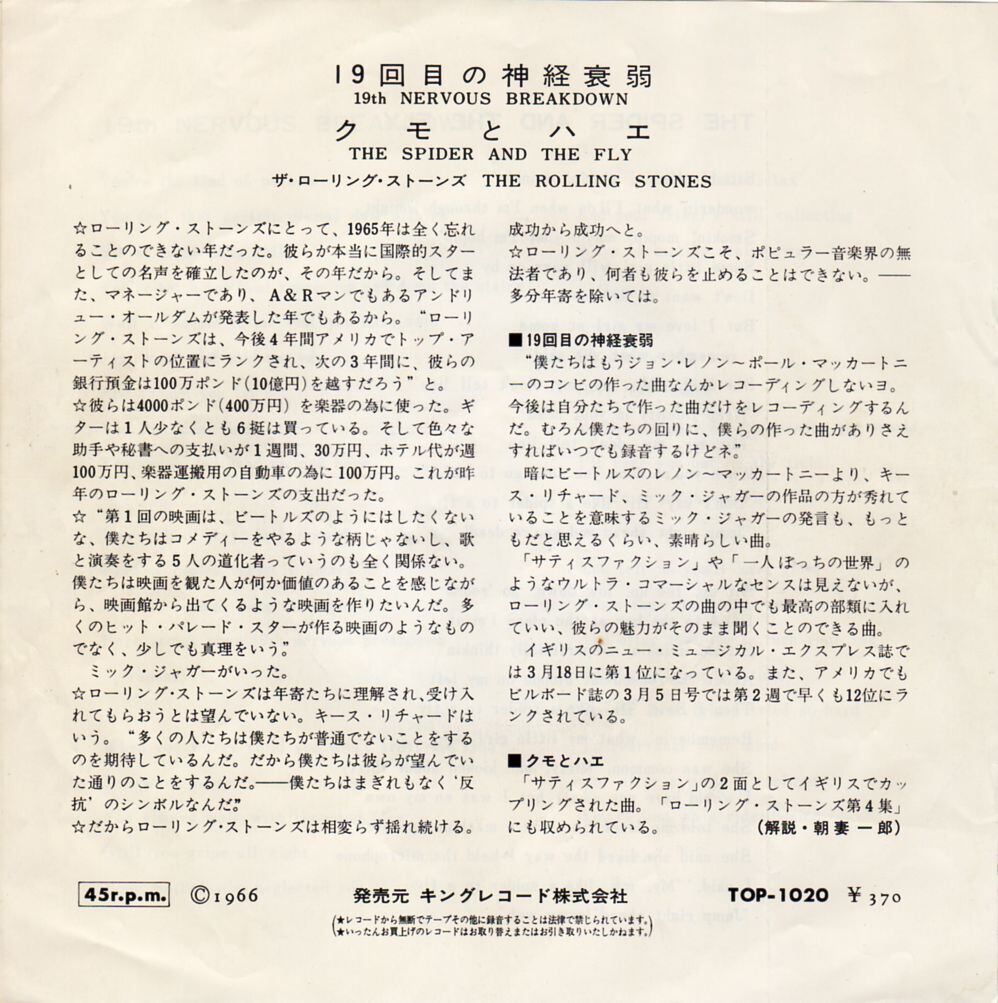 19回目の神経衰弱
19th NERVOUS BREAKDOWN
クモとハエ
THE SPIDER AND THE FLY
ザ・ローリング・ストーンズ THE ROLLING STONES
☆ローリング・ストーンズにとって、1965年は全く忘れ
ることのできない年だった。彼らが本当に国際的スター
としての名声を確立したのが、その年だから。そしてま
た、マネージャーであり、A&Rマンでもあるアンドリ
ュー・オールダムが発表した年でもあるから。“ローリ
ング・ストーンズは、今後4年間アメリカでトップ・ア
ーティストの位置にランクされ、次の3年間に、彼らの
銀行預金は100万ポンド(10億円)を越すだろう”と。
☆彼らは4000ポンド(400万円)を楽器の為に使った。ギ
ターは1人少なくとも6挺は買っている。そして色々な
助手や秘書への支払いが1週間、30万円、ホテル代が週
100万円、楽器運搬用の自動車の為に100万円。これが昨
年のローリング・ストーンズの支出だった。
☆“第1回の映画は、ビートルズのようにはしたくない
な、僕たちはコメディーをやるような柄じゃないし、歌
と演奏をする5人の道化者っていうのも全く関係ない。
僕たちは映画を観た人が何か価値のあることを感じなが
ら、映画館から出てくるような映画を作りたいんだ。多
くのヒット・パレード・スターが作る映画のようなもの
でなく、少しでも真理をいう。”
ミック・ジャガーがいった。
☆ローリング・ストーンズは年寄たちに理解され、受け入
れてもらおうとは望んでいない。キース・リチャードは
いう。“多くの人たちは僕たちが普通でないことをする
のを期待しているんだ。だから僕たちは彼らが望んでい
た通りのことをするんだ。——僕たちはまぎれもなく‘反
抗’のシンボルなんだ”
☆だからローリング・ストーンズは相変らず揺れ続ける。
成功から成功へと。
☆ローリング・ストーンズこそ、ポピュラー音楽界の無
法者であり、何者も彼らを止めることはできない。——
多分年寄を除いては。
■19回目の神経衰弱
“僕たちはもうジョン・レノン～ポール・マッカートニ
ーのコンビの作った曲なんかレコーディングしないヨ。
今後は自分たちで作った曲だけをレコーディングするん
だ。むろん僕たちの回りに、僕らの作った曲がありさえ
すればいつでも録音するけどネ”
暗にビートルズのレノン～マッカートニーより、キー
ス・リチャード、ミック・ジャガーの作品の方が秀れて
いることを意味するミック・ジャガーの発言も、もっと
もだと思えるくらい、素晴らしい曲。
「サティスファクション」や「一人ぼっちの世界」の
ようなウルトラ・コマーシャルなセンスは見えないが、
ローリング・ストーンズの曲の中でも最高の部類に入れ
ていい、彼らの魅力がそのまま聞くことのできる曲。
イギリスのニュー・ミュージカル・エクスプレス誌で
は3月18日に第1位になっている。また、アメリカでも
ビルボード誌の3月5日号では第2週で早くも12位にラ
ンクされている。
■クモとハエ
「サティスファクション」の2面としてイギリスでカッ
プリングされた曲。「ローリング・ストーンズ第4集」
にも収められている。 (解説・朝妻一郎)
45r.p.m. ©1966 発売元 キングレコード株式会社 TOP-1020 ¥370
(★レコードから無断でテープその他に録音することは法律で禁じられています。)
(★いったんお買上げのレコードはお取り替えまたはお引き取りいたしかねます。)